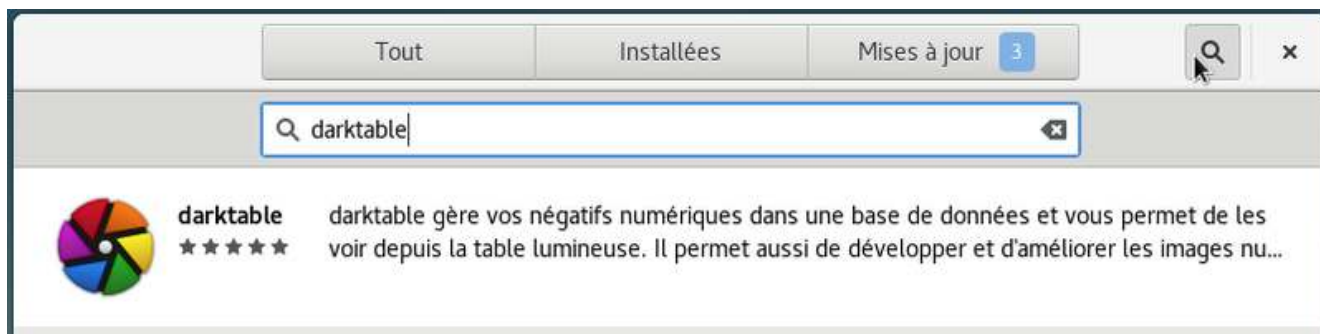 Tout Installées Mises à jour 3
darktable
darktable darktable gère vos négatifs numériques dans une base de données et vous permet de les
voir depuis la table lumineuse. Il permet aussi de développer et d'améliorer les images nu...